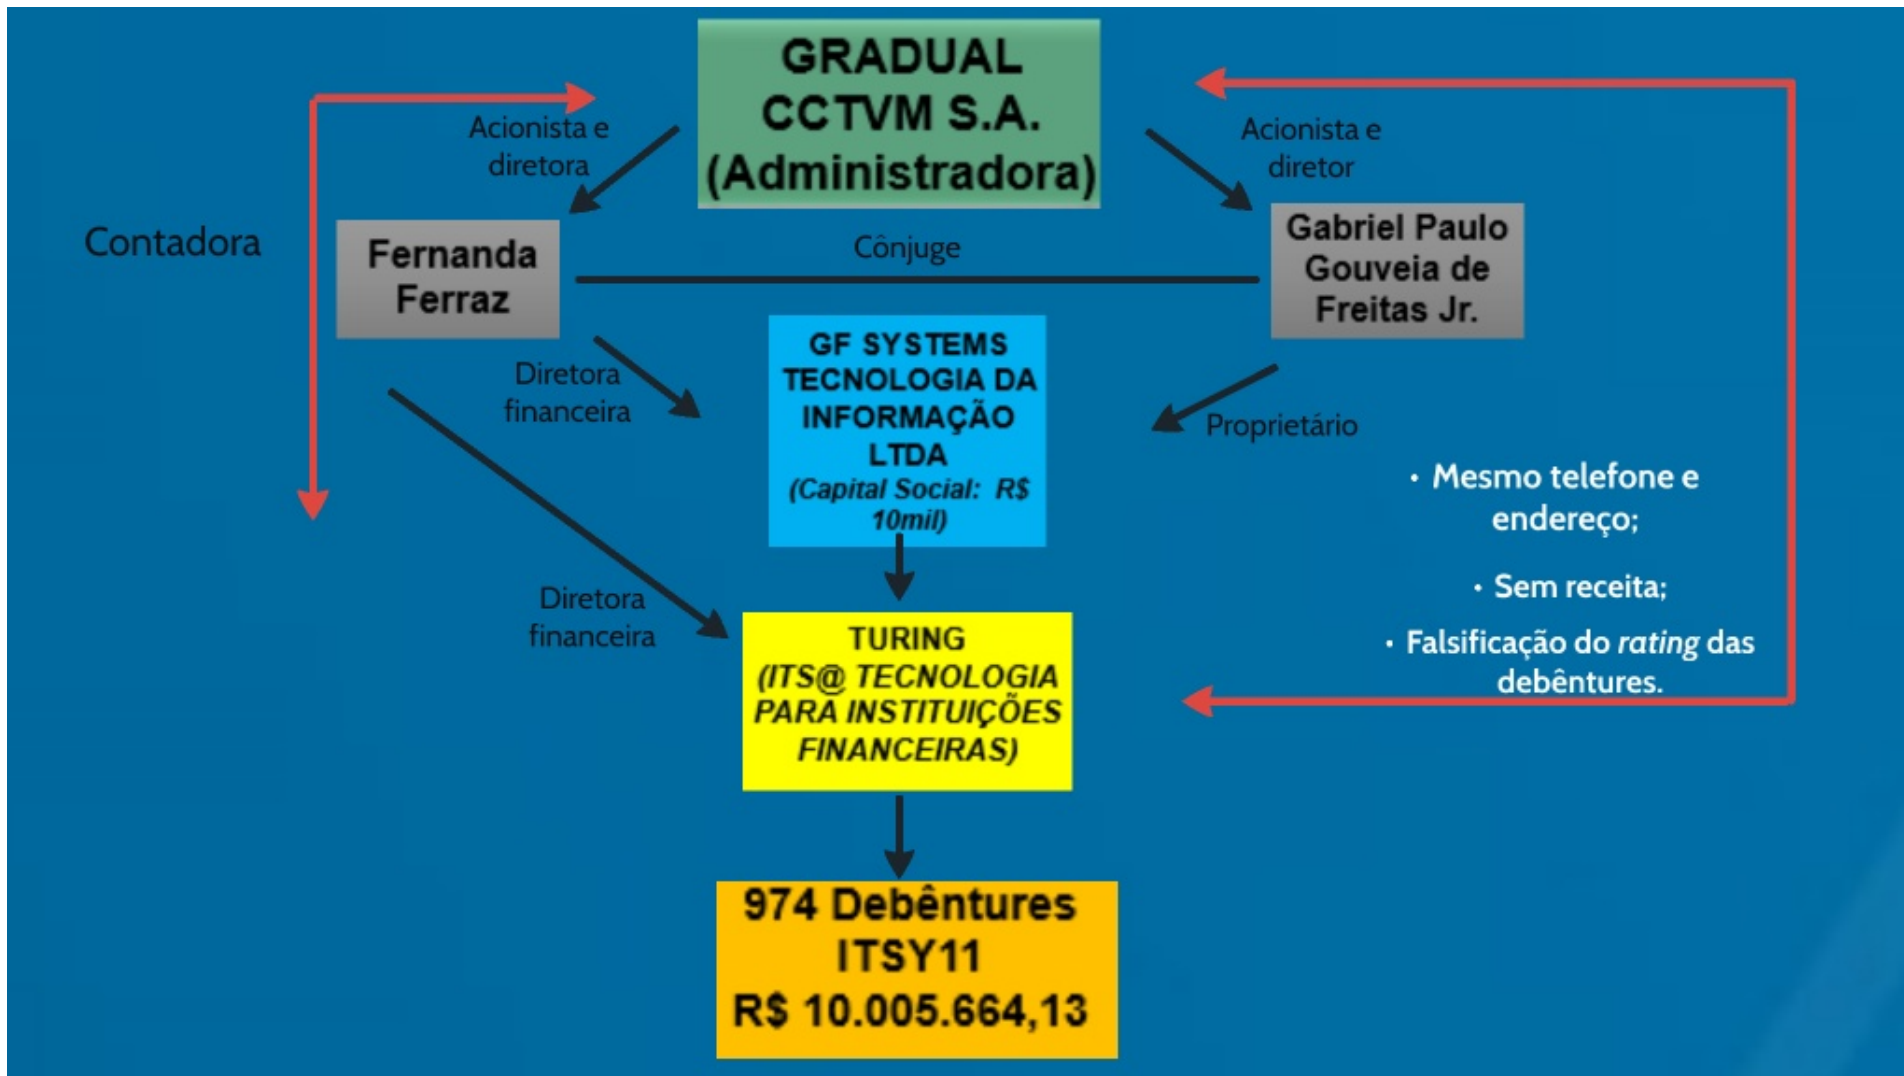 GRADUAL
CCTVM S.A.
(Administradora)
Acionista e
diretora
Acionista e
diretor
Contadora
Fernanda
Ferraz
Cônjuge
Gabriel Paulo
Gouveia de
Freitas Jr.
Diretora
financeira
GF SYSTEMS
TECNOLOGIA DA
INFORMAÇÃO
LTDA
(Capital Social: R$
10mil)
Proprietário
• Mesmo telefone e
endereço;
• Sem receita;
• Falsificação do rating das
debêntures.
Diretora
financeira
TURING
(ITS@ TECNOLOGIA
PARA INSTITUIÇÕES
FINANCEIRAS)
974 Debêntures
ITSY11
R$ 10.005.664,13